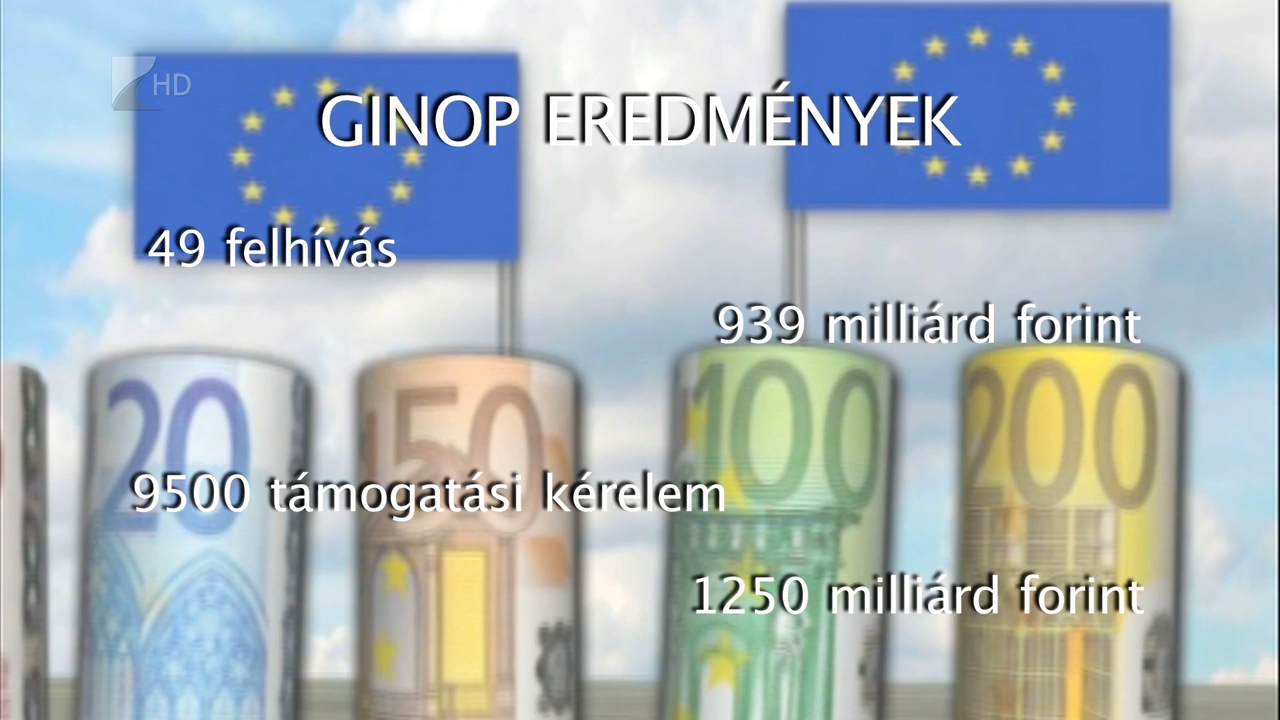 HD
GINOP EREDMÉNYEK
49 felhívás
939 milliárd forint
20
50
100
200
9500 támogatási kérelem
1250 milliárd forint